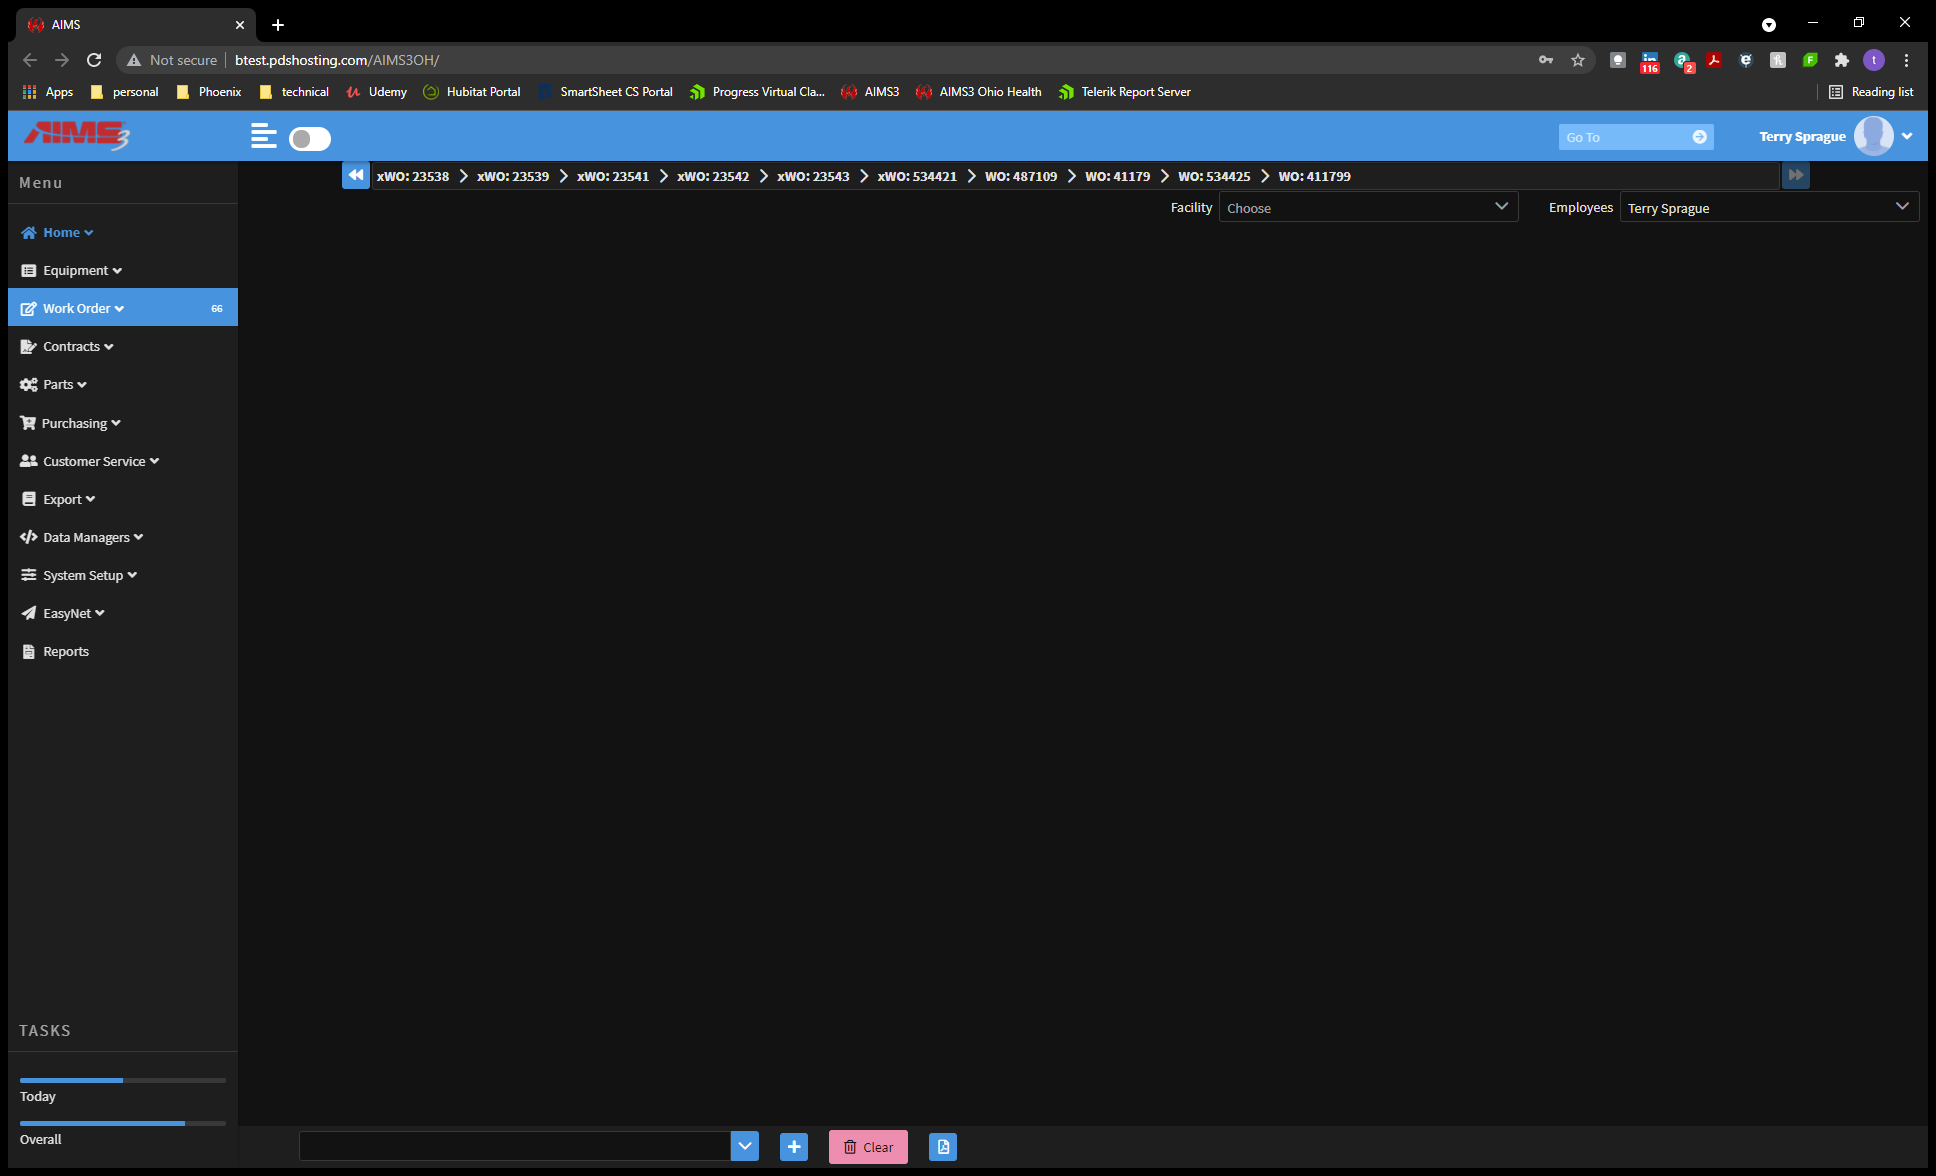 AIMS
Not secure btest.pdshosting.com/AIMS3OH/
116 2 t
Apps personal Phoenix technical Udemy Hubitat Portal SmartSheet CS Portal Progress Virtual Cla... AIMS3 AIMS3 Ohio Health Telerik Report Server Reading list
AIMS3 Go To Terry Sprague
Menu
xWO: 23538 xWO: 23539 xWO: 23541 xWO: 23542 xWO: 23543 xWO: 534421 WO: 487109 WO: 41179 WO: 534425 WO: 411799
Facility Choose Employees Terry Sprague
Home
Equipment
Work Order 66
Contracts
Parts
Purchasing
Customer Service
Export
Data Managers
System Setup
EasyNet
Reports
TASKS
Today
Overall
Clear